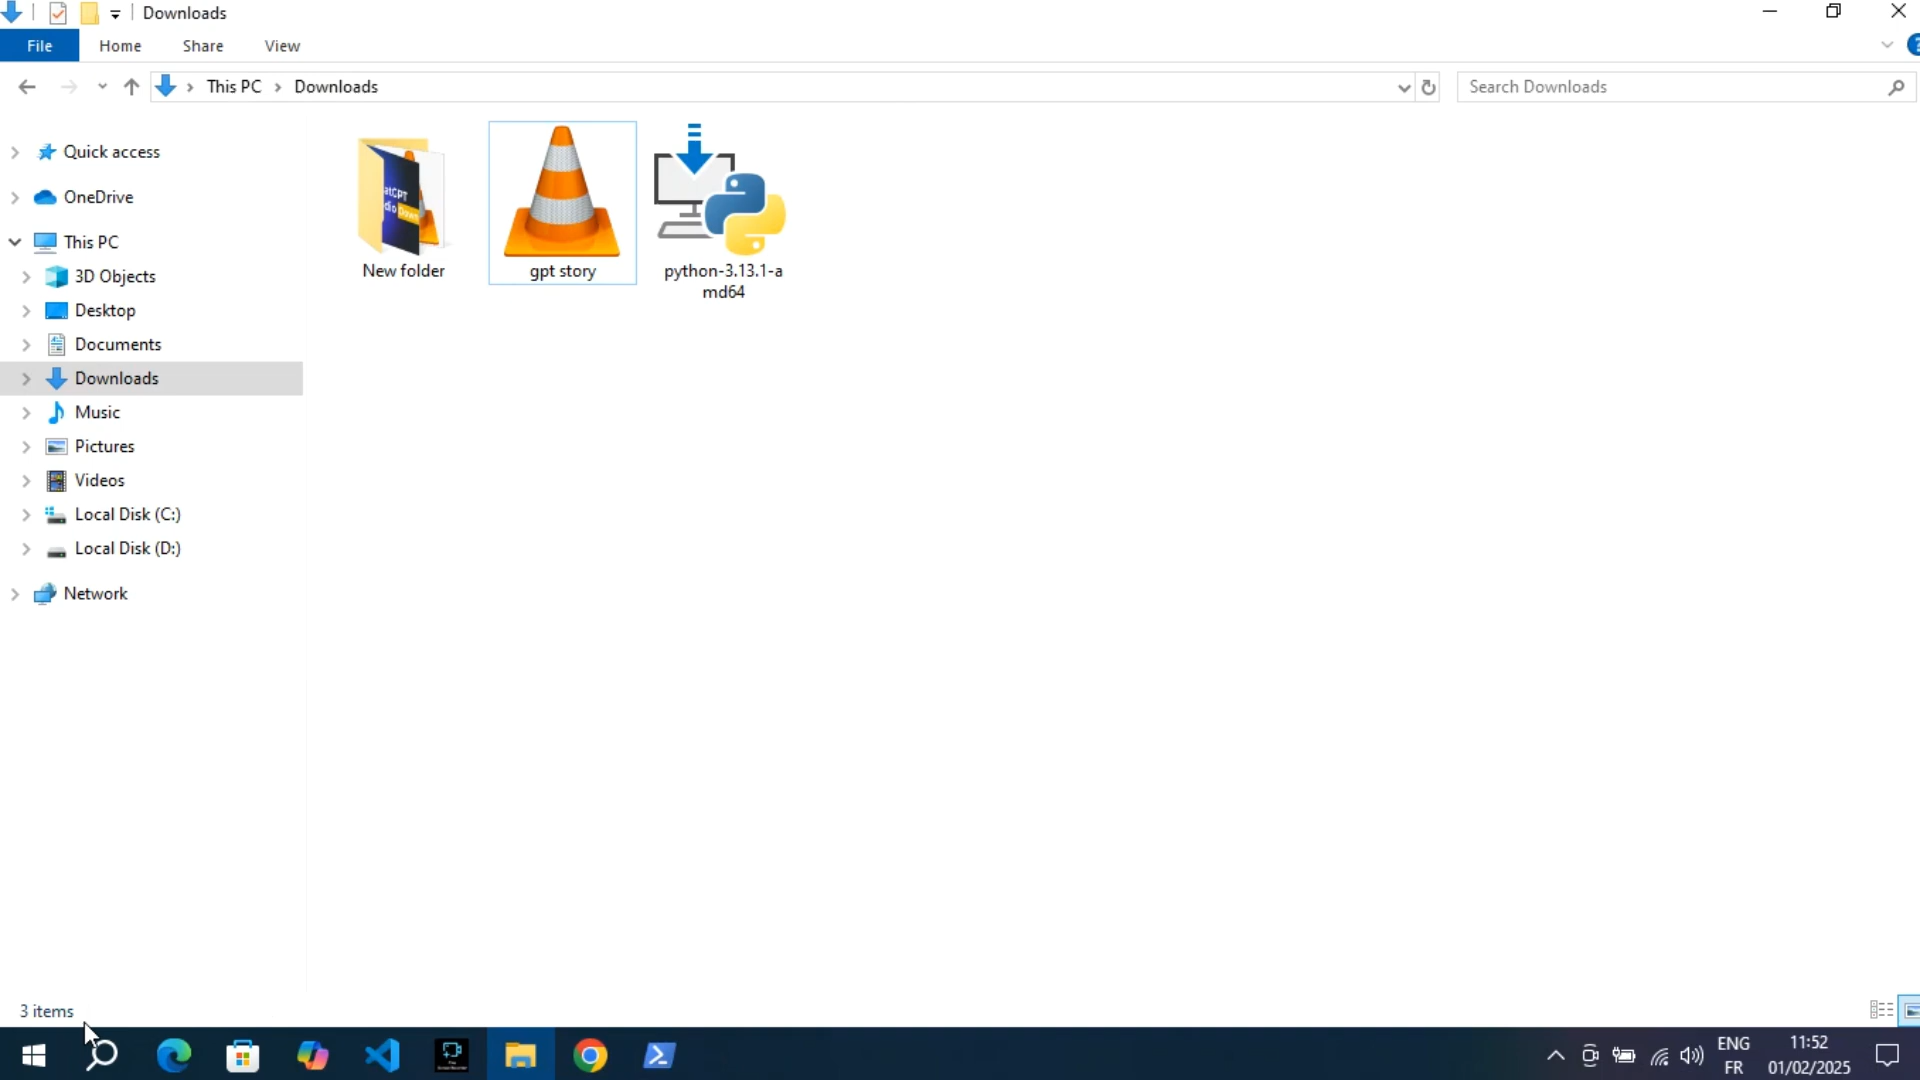 Downloads
File Home Share View
This PC Downloads
Search Downloads
Quick access
OneDrive
This PC
3D Objects
Desktop
Documents
Downloads
Music
Pictures
Videos
Local Disk (C:)
Local Disk (D:)
Network
New folder
gpt story
python-3.13.1-a
md64
3 items
ENG
FR
11:52
01/02/2025